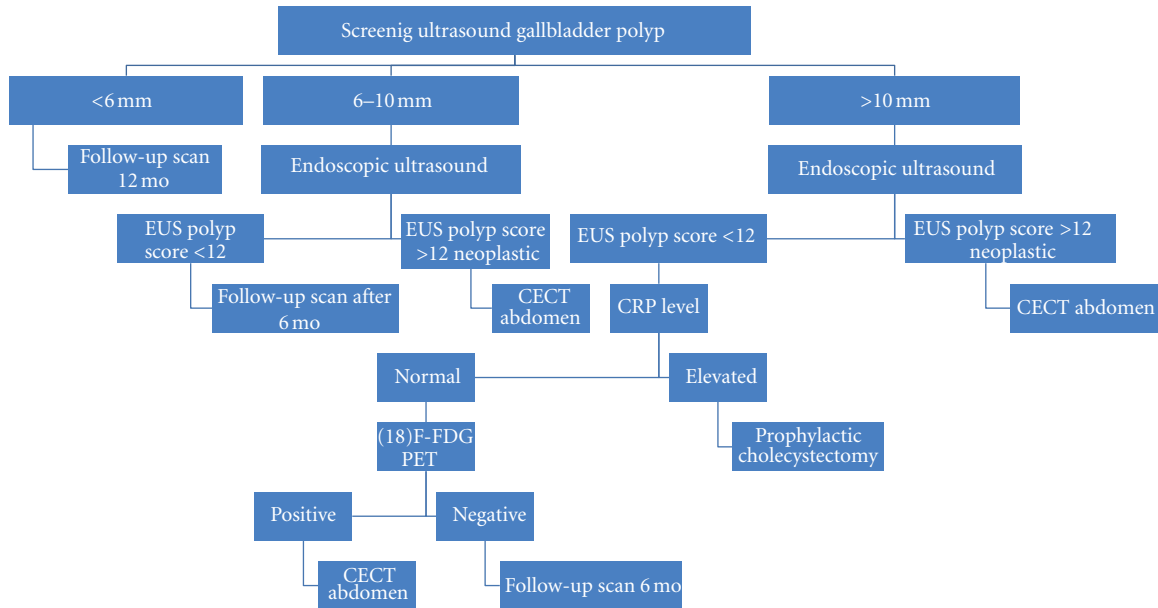 Screenig ultrasound gallbladder polyp
<6 mm
6–10 mm
>10 mm
Follow-up scan
12 mo
Endoscopic ultrasound
Endoscopic ultrasound
EUS polyp
score <12
EUS polyp score
>12 neoplastic
EUS polyp score <12
EUS polyp score >12
neoplastic
Follow-up scan after
6 mo
CECT
abdomen
CRP level
CECT abdomen
Normal
Elevated
(18)F-FDG
PET
Prophylactic
cholecystectomy
Positive
Negative
CECT
abdomen
Follow-up scan 6 mo